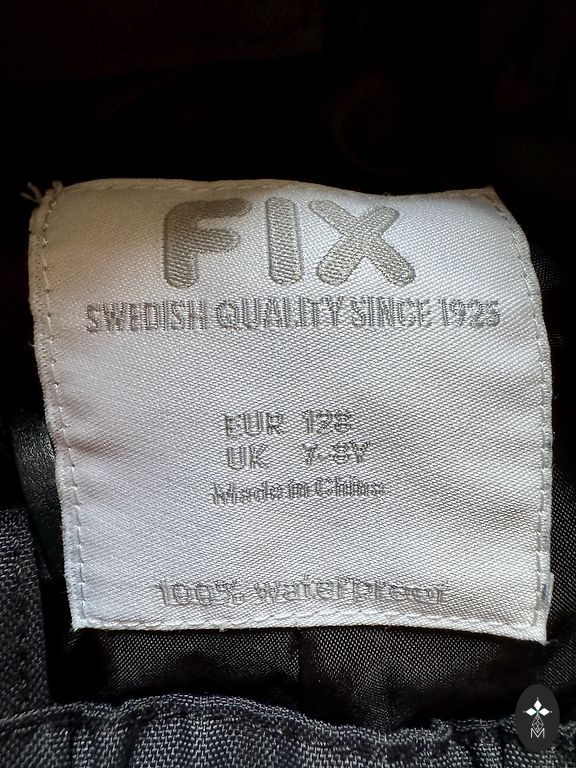 FIX
SWEDISH QUALITY SINCE 1925
EUR 128
UK 7-8Y
Made in China
100% waterproof
M